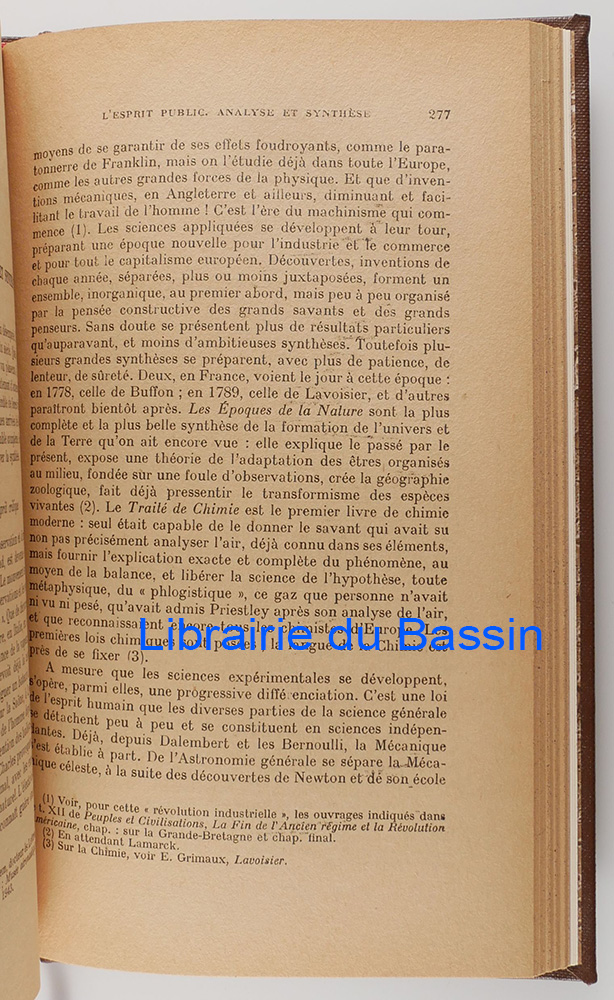 L'ESPRIT PUBLIC. ANALYSE ET SYNTHÈSE 277
moyens de se garantir de ses effets foudroyants, comme le para-
tonnerre de Franklin, mais on l'étudie déjà dans toute l'Europe,
comme les autres grandes forces de la physique. Et que d'inven-
tions mécaniques, en Angleterre et ailleurs, diminuant et faci-
litant le travail de l'homme ! C'est l'ère du machinisme qui com-
mence (1). Les sciences appliquées se développent à leur tour,
préparant une époque nouvelle pour l'industrie et le commerce
et pour tout le capitalisme européen. Découvertes, inventions de
chaque année, séparées, plus ou moins juxtaposées, forment un
ensemble, inorganique, au premier abord, mais peu à peu organisé
par la pensée constructive des grands savants et des grands
penseurs. Sans doute se présentent plus de résultats particuliers
qu'auparavant, et moins d'ambitieuses synthèses. Toutefois plu-
sieurs grandes synthèses se préparent, avec plus de patience, de
lenteur, de sûreté. Deux, en France, voient le jour à cette époque :
en 1778, celle de Buffon ; en 1789, celle de Lavoisier, et d'autres
paraîtront bientôt après. Les Époques de la Nature sont la plus
complète et la plus belle synthèse de la formation de l'univers et
de la Terre qu'on ait encore vue : elle explique le passé par le
présent, expose une théorie de l'adaptation des êtres organisés
au milieu, fondée sur une foule d'observations, crée la géographie
zoologique, fait déjà pressentir le transformisme des espèces
vivantes (2). Le Traité de Chimie est le premier livre de chimie
moderne : seul était capable de le donner le savant qui avait su
non pas précisément analyser l'air, déjà connu dans ses éléments,
mais fournir l'explication exacte et complète du phénomène, au
moyen de la balance, et libérer la science de l'hypothèse, toute
métaphysique, du « phlogistique », ce gaz que personne n'avait
ni vu ni pesé, qu'avait admis Priestley après son analyse de l'air,
et que reconnaissaient encore tous les chimistes d'Europe. Les
premières lois chimiques sont posées, la langue de la Chimie est
près de se fixer (3).
Librairie du Bassin
A mesure que les sciences expérimentales se développent,
s'opère, parmi elles, une progressive différenciation. C'est une loi
de l'esprit humain que les diverses parties de la science générale
se détachent peu à peu et se constituent en sciences indépen-
dantes. Déjà, depuis Dalembert et les Bernoulli, la Mécanique
s'est établie à part. De l'Astronomie générale se sépare la Méca-
nique céleste, à la suite des découvertes de Newton et de son école
(1) Voir, pour cette « révolution industrielle », les ouvrages indiqués dans
t. XII de Peuples et Civilisations, La Fin de l'Ancien régime et la Révolution
américaine, chap. : sur la Grande-Bretagne et chap. final.
(2) En attendant Lamarck.
(3) Sur la Chimie, voir E. Grimaux, Lavoisier.